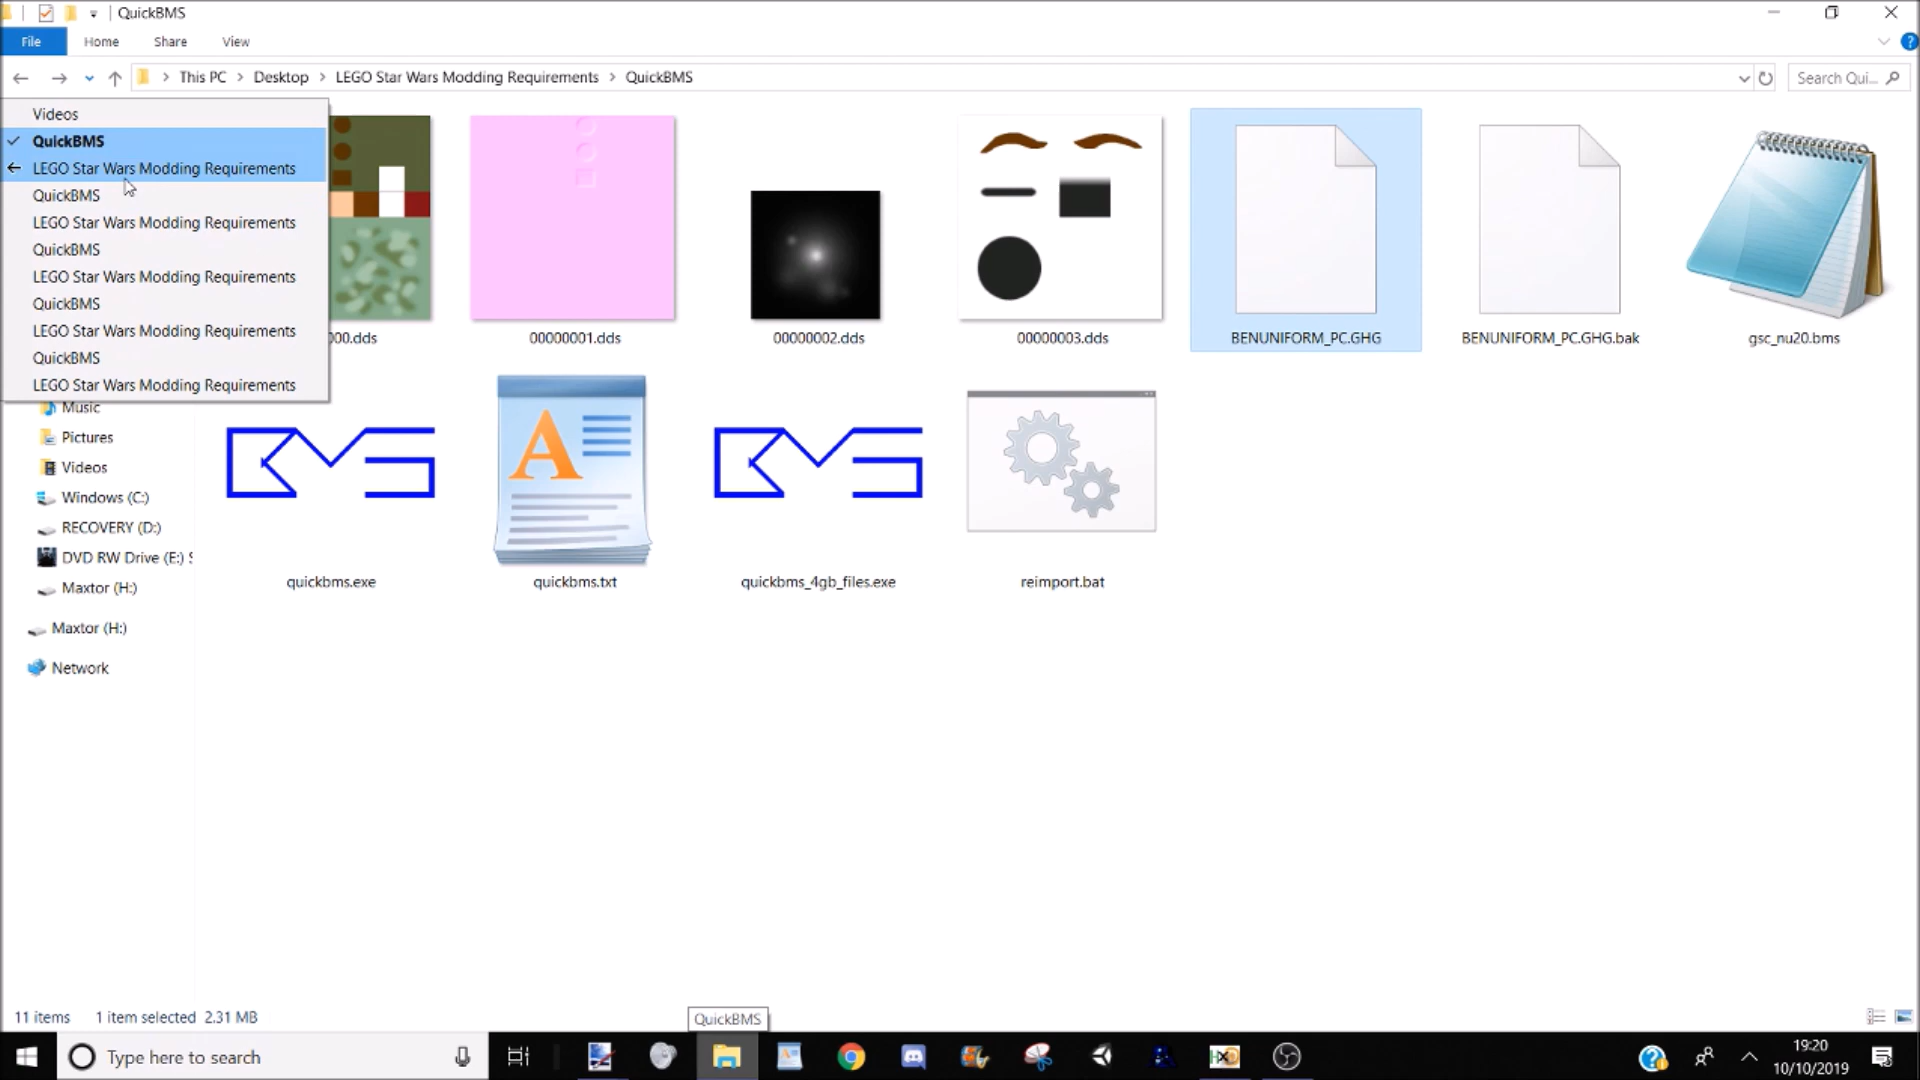 QuickBMS
File
Home
Share
View
This PC
Desktop
LEGO Star Wars Modding Requirements
QuickBMS
Search Qui...
Videos
QuickBMS
LEGO Star Wars Modding Requirements
QuickBMS
LEGO Star Wars Modding Requirements
QuickBMS
LEGO Star Wars Modding Requirements
QuickBMS
LEGO Star Wars Modding Requirements
QuickBMS
LEGO Star Wars Modding Requirements
Music
Pictures
Videos
Windows (C:)
RECOVERY (D:)
DVD RW Drive (E:) S
Maxtor (H:)
Maxtor (H:)
Network
000.dds
00000001.dds
00000002.dds
00000003.dds
BENUNIFORM_PC.GHG
BENUNIFORM_PC.GHG.bak
gsc_nu20.bms
BMS
A
BMS
quickbms.exe
quickbms.txt
quickbms_4gb_files.exe
reimport.bat
11 items
1 item selected 2.31 MB
QuickBMS
Type here to search
19:20
10/10/2019